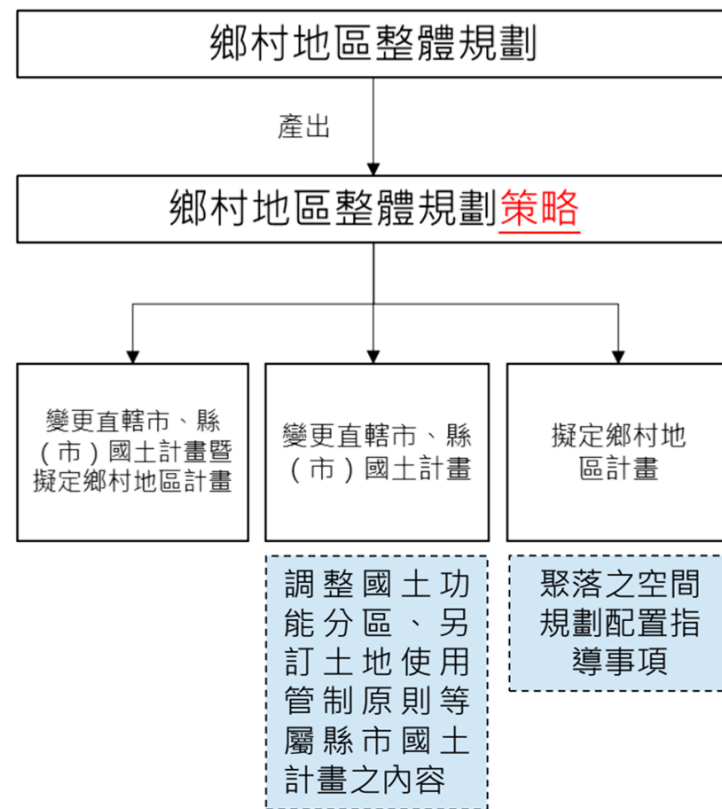 鄉村地區整體規劃
產出
鄉村地區整體規劃策略
變更直轄市、縣
（市）國土計畫暨
擬定鄉村地區計畫
變更直轄市、縣
（市）國土計畫
擬定鄉村地
區計畫
調整國土功
能分區、另
訂土地使用
管制原則等
屬縣市國土
計畫之內容
聚落之空間
規劃配置指
導事項